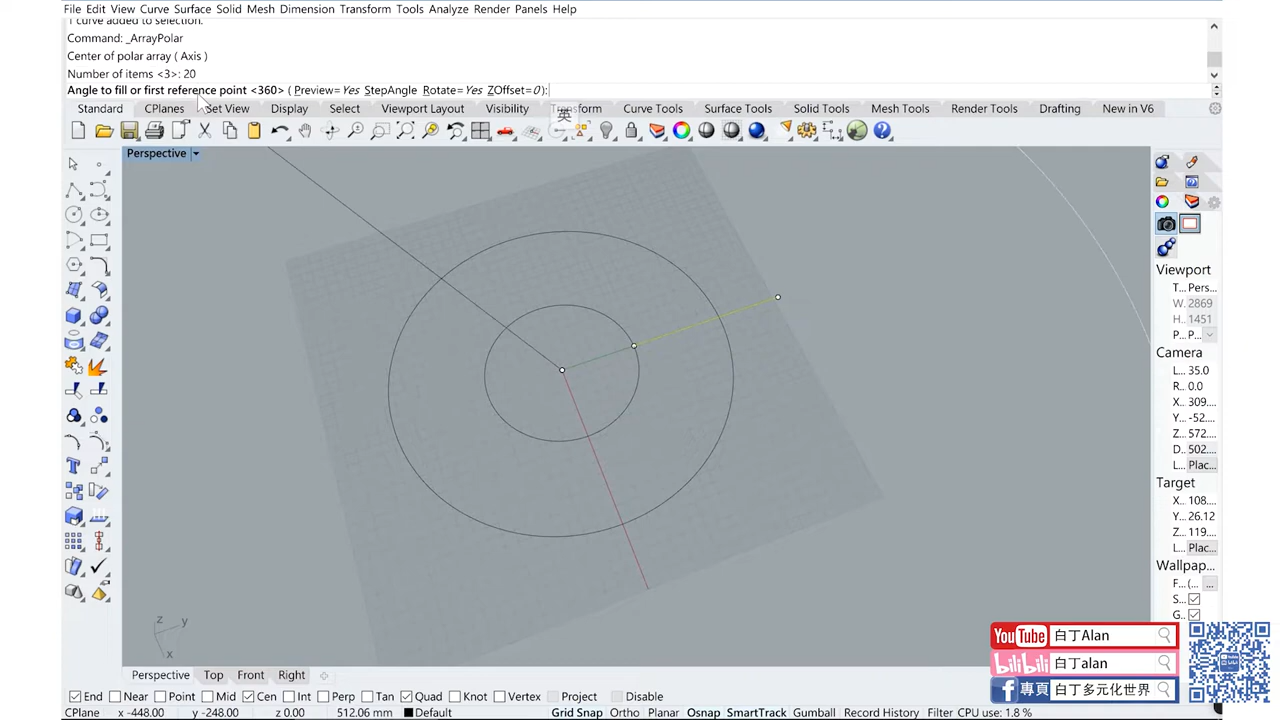 File Edit View Curve Surface Solid Mesh Dimension Transform Tools Analyze Render Panels Help
1 curve added to selection.
Command: _ArrayPolar
Center of polar array ( Axis )
Number of items <3>: 20
Angle to fill or first reference point <360> ( Preview=Yes StepAngle Rotate=Yes ZOffset=0 ):
Standard CPlanes Set View Display Select Viewport Layout Visibility Transform Curve Tools Surface Tools Solid Tools Mesh Tools Render Tools Drafting New in V6
英
Perspective
Viewport
T... Pers...
W. 2869
H.. 1451
P... P...
Camera
L... 35.0
R.. 0.0
X... 309....
Y... -52....
Z... 572....
D.. 502....
L... Plac...
Target
X... 108....
Y... 26.12
Z... 119....
L... Plac...
Wallpap...
F... (...
S...
G..
z
y
x
YouTube 白丁Alan
bilibili 白丁alan
f 專頁 白丁多元化世界
Perspective Top Front Right
End Near Point Mid Cen Int Perp Tan Quad Knot Vertex Project Disable
CPlane x -448.00 y -248.00 z 0.00 512.06 mm Default Grid Snap Ortho Planar Osnap SmartTrack Gumball Record History Filter CPU use: 1.8 %